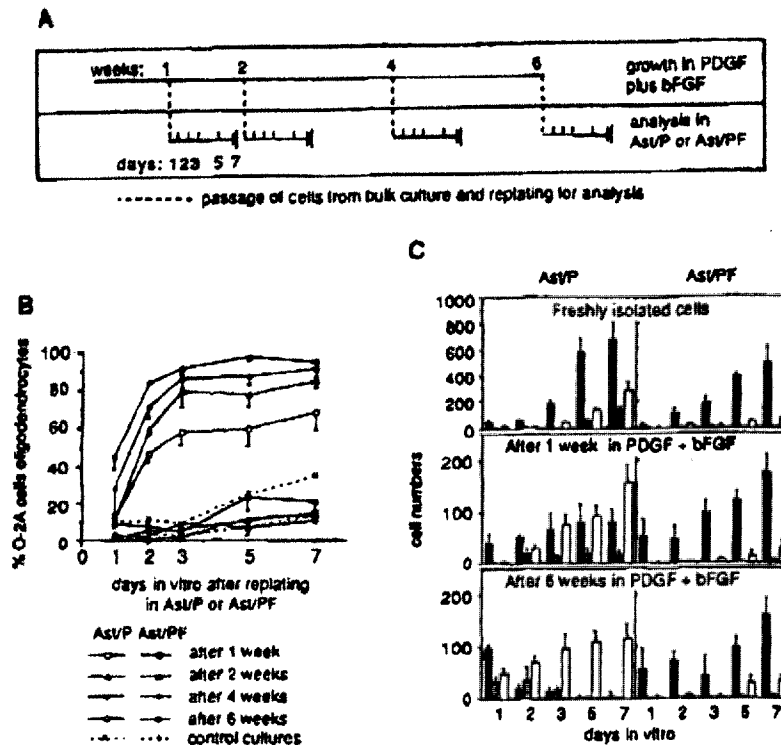 A
weeks: 1 2 4 6
growth in PDGF
plus bFGF
analysis in
Ast/P or Ast/PF
days: 1 2 3 5 7
passage of cells from bulk culture and replating for analysis
B
% O-2A cells oligodendrocytes
100
80
60
40
20
0
0 1 2 3 5 7
days in vitro after replating
in Ast/P or Ast/PF
Ast/P Ast/PF
after 1 week
after 2 weeks
after 4 weeks
after 6 weeks
control cultures
C
Ast/P Ast/PF
cell numbers
Freshly isolated cells
1000
800
600
400
200
0
After 1 week in PDGF + bFGF
200
100
0
After 6 weeks in PDGF + bFGF
200
100
0
1 2 3 5 7 1 2 3 5 7
days in vitro